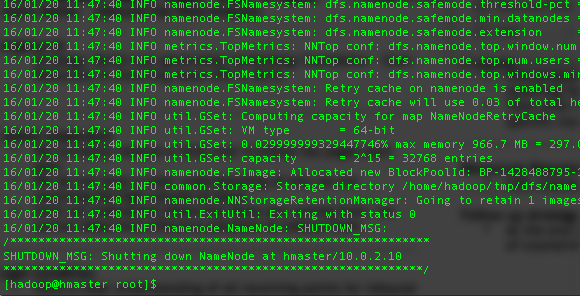 16/01/20 11:47:40 INFO namenode.FSNamesystem: dfs.namenode.safemode.threshold-pct =
16/01/20 11:47:40 INFO namenode.FSNamesystem: dfs.namenode.safemode.min.datanodes =
16/01/20 11:47:40 INFO namenode.FSNamesystem: dfs.namenode.safemode.extension     =
16/01/20 11:47:40 INFO metrics.TopMetrics: NNTop conf: dfs.namenode.top.window.num
16/01/20 11:47:40 INFO metrics.TopMetrics: NNTop conf: dfs.namenode.top.num.users =
16/01/20 11:47:40 INFO metrics.TopMetrics: NNTop conf: dfs.namenode.top.windows.min
16/01/20 11:47:40 INFO namenode.FSNamesystem: Retry cache on namenode is enabled
16/01/20 11:47:40 INFO namenode.FSNamesystem: Retry cache will use 0.03 of total he
16/01/20 11:47:40 INFO util.GSet: Computing capacity for map NameNodeRetryCache
16/01/20 11:47:40 INFO util.GSet: VM type       = 64-bit
16/01/20 11:47:40 INFO util.GSet: 0.029999999329447746% max memory 966.7 MB = 297.0
16/01/20 11:47:40 INFO util.GSet: capacity      = 2^15 = 32768 entries
16/01/20 11:47:40 INFO namenode.FSImage: Allocated new BlockPoolId: BP-1428488795-1
16/01/20 11:47:40 INFO common.Storage: Storage directory /home/hadoop/tmp/dfs/name
16/01/20 11:47:40 INFO namenode.NNStorageRetentionManager: Going to retain 1 images
16/01/20 11:47:40 INFO util.ExitUtil: Exiting with status 0
16/01/20 11:47:40 INFO namenode.NameNode: SHUTDOWN_MSG:
/************************************************************
SHUTDOWN_MSG: Shutting down NameNode at hmaster/10.0.2.10
************************************************************/
[hadoop@hmaster root]$